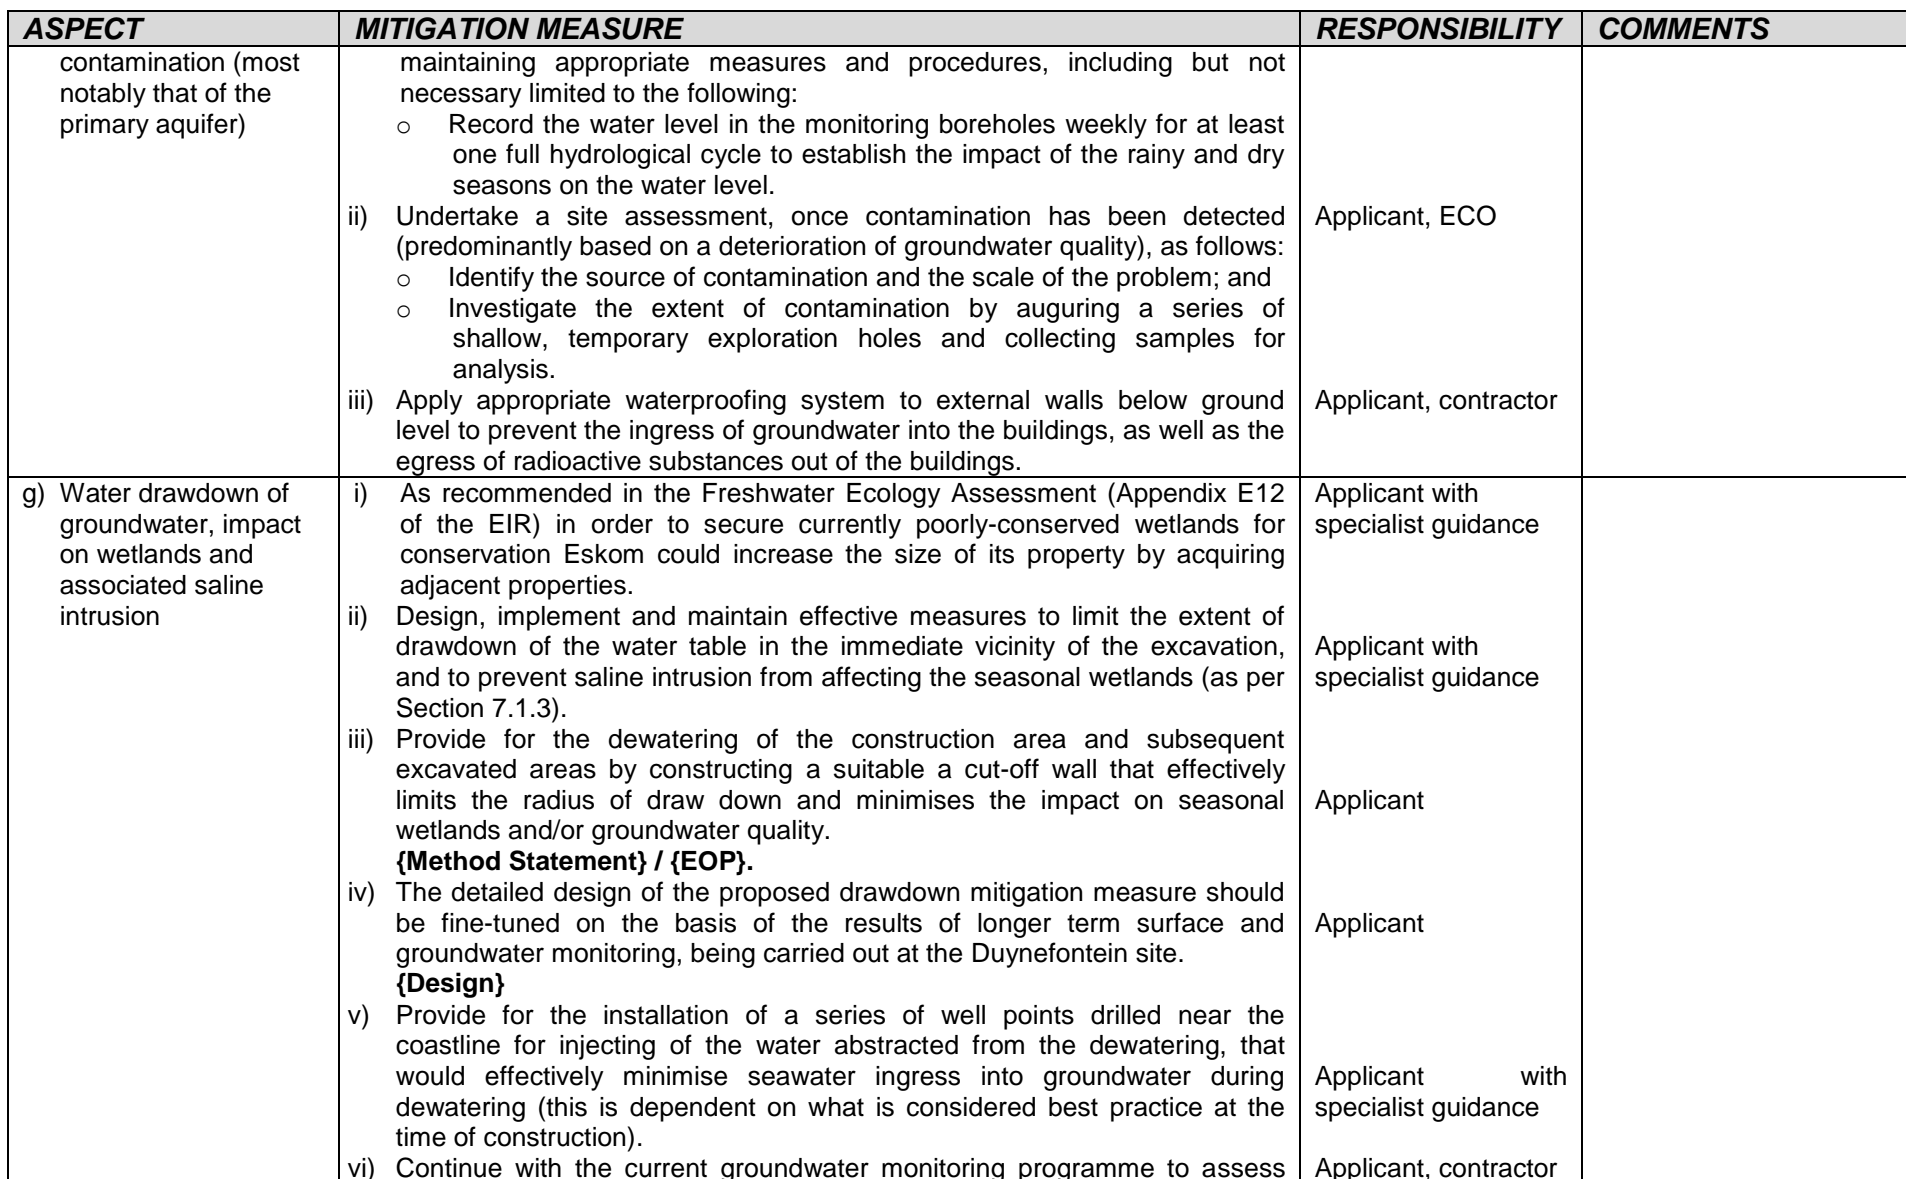 ASPECT MITIGATION MEASURE RESPONSIBILITY COMMENTS
contamination (most
notably that of the
primary aquifer)
maintaining appropriate measures and procedures, including but not
necessary limited to the following:
o Record the water level in the monitoring boreholes weekly for at least
one full hydrological cycle to establish the impact of the rainy and dry
seasons on the water level.
ii) Undertake a site assessment, once contamination has been detected
(predominantly based on a deterioration of groundwater quality), as follows:
o Identify the source of contamination and the scale of the problem; and
o Investigate the extent of contamination by auguring a series of
shallow, temporary exploration holes and collecting samples for
analysis.
iii) Apply appropriate waterproofing system to external walls below ground
level to prevent the ingress of groundwater into the buildings, as well as the
egress of radioactive substances out of the buildings.
Applicant, ECO
Applicant, contractor
g) Water drawdown of
groundwater, impact
on wetlands and
associated saline
intrusion
i) As recommended in the Freshwater Ecology Assessment (Appendix E12
of the EIR) in order to secure currently poorly-conserved wetlands for
conservation Eskom could increase the size of its property by acquiring
adjacent properties.
ii) Design, implement and maintain effective measures to limit the extent of
drawdown of the water table in the immediate vicinity of the excavation,
and to prevent saline intrusion from affecting the seasonal wetlands (as per
Section 7.1.3).
iii) Provide for the dewatering of the construction area and subsequent
excavated areas by constructing a suitable a cut-off wall that effectively
limits the radius of draw down and minimises the impact on seasonal
wetlands and/or groundwater quality.
{Method Statement} / {EOP}.
iv) The detailed design of the proposed drawdown mitigation measure should
be fine-tuned on the basis of the results of longer term surface and
groundwater monitoring, being carried out at the Duynefontein site.
{Design}
v) Provide for the installation of a series of well points drilled near the
coastline for injecting of the water abstracted from the dewatering, that
would effectively minimise seawater ingress into groundwater during
dewatering (this is dependent on what is considered best practice at the
time of construction).
vi) Continue with the current groundwater monitoring programme to assess
Applicant with
specialist guidance
Applicant with
specialist guidance
Applicant
Applicant
Applicant with
specialist guidance
Applicant, contractor